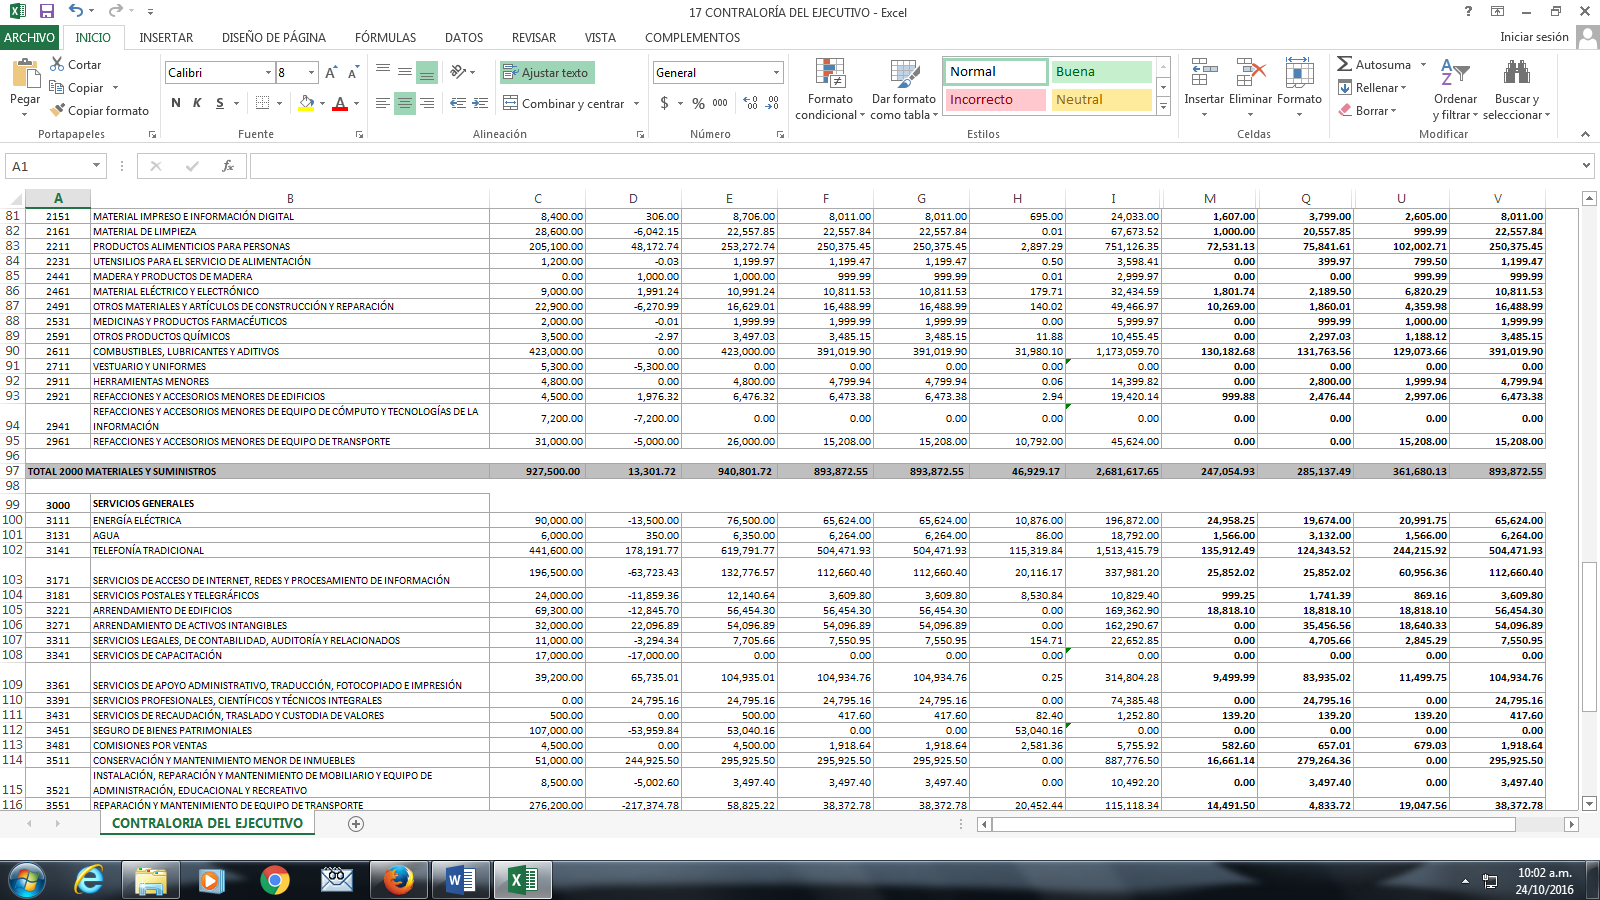 17 CONTRALORÍA DEL EJECUTIVO - Excel
ARCHIVO INICIO INSERTAR DISEÑO DE PÁGINA FÓRMULAS DATOS REVISAR VISTA COMPLEMENTOS Iniciar sesión
Pegar
Cortar
Copiar
Copiar formato
Portapapeles
Calibri 8
N K S
Fuente
Ajustar texto
Combinar y centrar
Alineación
General
$ % 000
Número
Formato condicional
Dar formato como tabla
Normal Buena
Incorrecto Neutral
Estilos
Insertar Eliminar Formato
Celdas
Autosuma
Rellenar
Borrar
Ordenar y filtrar
Buscar y seleccionar
Modificar
A1 fx
A B C D E F G H I M Q U V
81 2151 MATERIAL IMPRESO E INFORMACIÓN DIGITAL 8,400.00 306.00 8,706.00 8,011.00 8,011.00 695.00 24,033.00 1,607.00 3,799.00 2,605.00 8,011.00
82 2161 MATERIAL DE LIMPIEZA 28,600.00 -6,042.15 22,557.85 22,557.84 22,557.84 0.01 67,673.52 1,000.00 20,557.85 999.99 22,557.84
83 2211 PRODUCTOS ALIMENTICIOS PARA PERSONAS 205,100.00 48,172.74 253,272.74 250,375.45 250,375.45 2,897.29 751,126.35 72,531.13 75,841.61 102,002.71 250,375.45
84 2231 UTENSILIOS PARA EL SERVICIO DE ALIMENTACIÓN 1,200.00 -0.03 1,199.97 1,199.47 1,199.47 0.50 3,598.41 0.00 399.97 799.50 1,199.47
85 2441 MADERA Y PRODUCTOS DE MADERA 0.00 1,000.00 1,000.00 999.99 999.99 0.01 2,999.97 0.00 0.00 999.99 999.99
86 2461 MATERIAL ELÉCTRICO Y ELECTRÓNICO 9,000.00 1,991.24 10,991.24 10,811.53 10,811.53 179.71 32,434.59 1,801.74 2,189.50 6,820.29 10,811.53
87 2491 OTROS MATERIALES Y ARTÍCULOS DE CONSTRUCCIÓN Y REPARACIÓN 22,900.00 -6,270.99 16,629.01 16,488.99 16,488.99 140.02 49,466.97 10,269.00 1,860.01 4,359.98 16,488.99
88 2531 MEDICINAS Y PRODUCTOS FARMACÉUTICOS 2,000.00 -0.01 1,999.99 1,999.99 1,999.99 0.00 5,999.97 0.00 999.99 1,000.00 1,999.99
89 2591 OTROS PRODUCTOS QUÍMICOS 3,500.00 -2.97 3,497.03 3,485.15 3,485.15 11.88 10,455.45 0.00 2,297.03 1,188.12 3,485.15
90 2611 COMBUSTIBLES, LUBRICANTES Y ADITIVOS 423,000.00 0.00 423,000.00 391,019.90 391,019.90 31,980.10 1,173,059.70 130,182.68 131,763.56 129,073.66 391,019.90
91 2711 VESTUARIO Y UNIFORMES 5,300.00 -5,300.00 0.00 0.00 0.00 0.00 0.00 0.00 0.00 0.00 0.00
92 2911 HERRAMIENTAS MENORES 4,800.00 0.00 4,800.00 4,799.94 4,799.94 0.06 14,399.82 0.00 2,800.00 1,999.94 4,799.94
93 2921 REFACCIONES Y ACCESORIOS MENORES DE EDIFICIOS 4,500.00 1,976.32 6,476.32 6,473.38 6,473.38 2.94 19,420.14 999.88 2,476.44 2,997.06 6,473.38
94 2941 REFACCIONES Y ACCESORIOS MENORES DE EQUIPO DE CÓMPUTO Y TECNOLOGÍAS DE LA INFORMACIÓN 7,200.00 -7,200.00 0.00 0.00 0.00 0.00 0.00 0.00 0.00 0.00 0.00
95 2961 REFACCIONES Y ACCESORIOS MENORES DE EQUIPO DE TRANSPORTE 31,000.00 -5,000.00 26,000.00 15,208.00 15,208.00 10,792.00 45,624.00 0.00 0.00 15,208.00 15,208.00
96
97 TOTAL 2000 MATERIALES Y SUMINISTROS 927,500.00 13,301.72 940,801.72 893,872.55 893,872.55 46,929.17 2,681,617.65 247,054.93 285,137.49 361,680.13 893,872.55
98
99 3000 SERVICIOS GENERALES
100 3111 ENERGÍA ELÉCTRICA 90,000.00 -13,500.00 76,500.00 65,624.00 65,624.00 10,876.00 196,872.00 24,958.25 19,674.00 20,991.75 65,624.00
101 3131 AGUA 6,000.00 350.00 6,350.00 6,264.00 6,264.00 86.00 18,792.00 1,566.00 3,132.00 1,566.00 6,264.00
102 3141 TELEFONÍA TRADICIONAL 441,600.00 178,191.77 619,791.77 504,471.93 504,471.93 115,319.84 1,513,415.79 135,912.49 124,343.52 244,215.92 504,471.93
103 3171 SERVICIOS DE ACCESO DE INTERNET, REDES Y PROCESAMIENTO DE INFORMACIÓN 196,500.00 -63,723.43 132,776.57 112,660.40 112,660.40 20,116.17 337,981.20 25,852.02 25,852.02 60,956.36 112,660.40
104 3181 SERVICIOS POSTALES Y TELEGRÁFICOS 24,000.00 -11,859.36 12,140.64 3,609.80 3,609.80 8,530.84 10,829.40 999.25 1,741.39 869.16 3,609.80
105 3221 ARRENDAMIENTO DE EDIFICIOS 69,300.00 -12,845.70 56,454.30 56,454.30 56,454.30 0.00 169,362.90 18,818.10 18,818.10 18,818.10 56,454.30
106 3271 ARRENDAMIENTO DE ACTIVOS INTANGIBLES 32,000.00 22,096.89 54,096.89 54,096.89 54,096.89 0.00 162,290.67 0.00 35,456.56 18,640.33 54,096.89
107 3311 SERVICIOS LEGALES, DE CONTABILIDAD, AUDITORÍA Y RELACIONADOS 11,000.00 -3,294.34 7,705.66 7,550.95 7,550.95 154.71 22,652.85 0.00 4,705.66 2,845.29 7,550.95
108 3341 SERVICIOS DE CAPACITACIÓN 17,000.00 -17,000.00 0.00 0.00 0.00 0.00 0.00 0.00 0.00 0.00 0.00
109 3361 SERVICIOS DE APOYO ADMINISTRATIVO, TRADUCCIÓN, FOTOCOPIADO E IMPRESIÓN 39,200.00 65,735.01 104,935.01 104,934.76 104,934.76 0.25 314,804.28 9,499.99 83,935.02 11,499.75 104,934.76
110 3391 SERVICIOS PROFESIONALES, CIENTÍFICOS Y TÉCNICOS INTEGRALES 0.00 24,795.16 24,795.16 24,795.16 24,795.16 0.00 74,385.48 0.00 24,795.16 0.00 24,795.16
111 3431 SERVICIOS DE RECAUDACIÓN, TRASLADO Y CUSTODIA DE VALORES 500.00 0.00 500.00 417.60 417.60 82.40 1,252.80 139.20 139.20 139.20 417.60
112 3451 SEGURO DE BIENES PATRIMONIALES 107,000.00 -53,959.84 53,040.16 0.00 0.00 53,040.16 0.00 0.00 0.00 0.00 0.00
113 3481 COMISIONES POR VENTAS 4,500.00 0.00 4,500.00 1,918.64 1,918.64 2,581.36 5,755.92 582.60 657.01 679.03 1,918.64
114 3511 CONSERVACIÓN Y MANTENIMIENTO MENOR DE INMUEBLES 51,000.00 244,925.50 295,925.50 295,925.50 295,925.50 0.00 887,776.50 16,661.14 279,264.36 0.00 295,925.50
115 3521 INSTALACIÓN, REPARACIÓN Y MANTENIMIENTO DE MOBILIARIO Y EQUIPO DE ADMINISTRACIÓN, EDUCACIONAL Y RECREATIVO 8,500.00 -5,002.60 3,497.40 3,497.40 3,497.40 0.00 10,492.20 0.00 3,497.40 0.00 3,497.40
116 3551 REPARACIÓN Y MANTENIMIENTO DE EQUIPO DE TRANSPORTE 276,200.00 -217,374.78 58,825.22 38,372.78 38,372.78 20,452.44 115,118.34 14,491.50 4,833.72 19,047.56 38,372.78
CONTRALORIA DEL EJECUTIVO
10:02 a.m.
24/10/2016